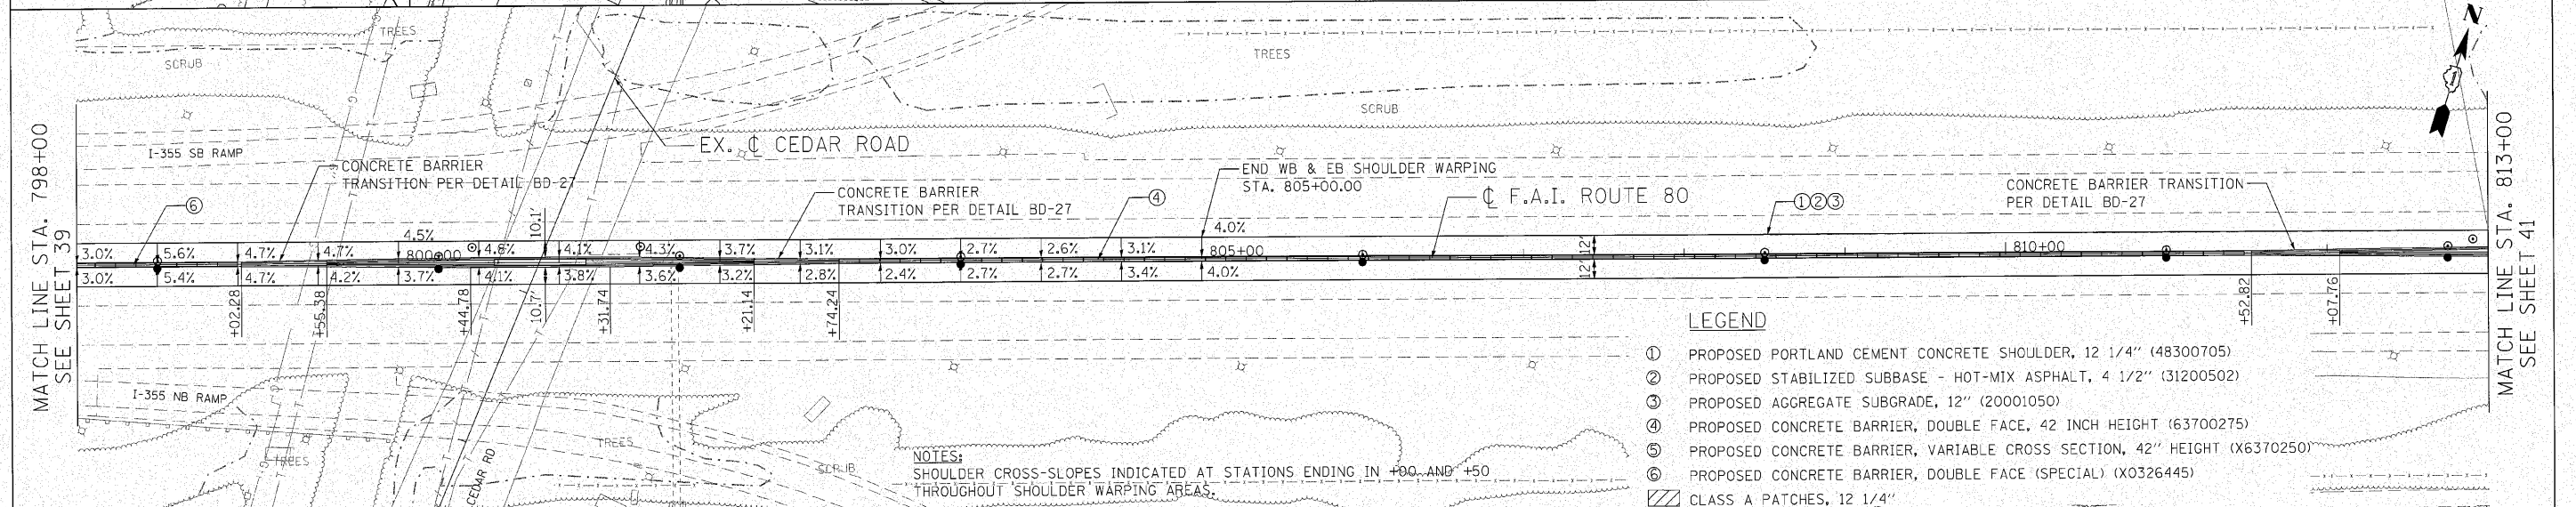 TREES
SCRUB
TREES
SCRUB
N
MATCH LINE STA. 798+00
SEE SHEET 39
MATCH LINE STA. 813+00
SEE SHEET 41
I-355 SB RAMP
EX. ℄ CEDAR ROAD
CONCRETE BARRIER
TRANSITION PER DETAIL BD-27
CONCRETE BARRIER
TRANSITION PER DETAIL BD-27
END WB & EB SHOULDER WARPING
STA. 805+00.00
℄ F.A.I. ROUTE 80
CONCRETE BARRIER TRANSITION
PER DETAIL BD-27
⑥
④
①②③
4.5%
10.1'
4.0%
3.0% 5.6% 4.7% 4.7% 4.8% 4.1% 4.3% 3.7% 3.1% 3.0% 2.7% 2.6% 3.1%
800+00 805+00 810+00
12' 12'
3.0% 5.4% 4.7% 4.2% 3.7% 4.1% 3.8% 3.6% 3.2% 2.8% 2.4% 2.7% 2.7% 3.4% 4.0%
+02.28 +55.38 +44.78 10.7' +31.74 +21.14 +74.24 +52.82 +07.76
I-355 NB RAMP
TREES
TREES
CEDAR RD
SCRUB
NOTES:
SHOULDER CROSS-SLOPES INDICATED AT STATIONS ENDING IN +00 AND +50
THROUGHOUT SHOULDER WARPING AREAS.
LEGEND
① PROPOSED PORTLAND CEMENT CONCRETE SHOULDER, 12 1/4" (48300705)
② PROPOSED STABILIZED SUBBASE - HOT-MIX ASPHALT, 4 1/2" (31200502)
③ PROPOSED AGGREGATE SUBGRADE, 12" (20001050)
④ PROPOSED CONCRETE BARRIER, DOUBLE FACE, 42 INCH HEIGHT (63700275)
⑤ PROPOSED CONCRETE BARRIER, VARIABLE CROSS SECTION, 42" HEIGHT (X6370250)
⑥ PROPOSED CONCRETE BARRIER, DOUBLE FACE (SPECIAL) (X0326445)
CLASS A PATCHES, 12 1/4"